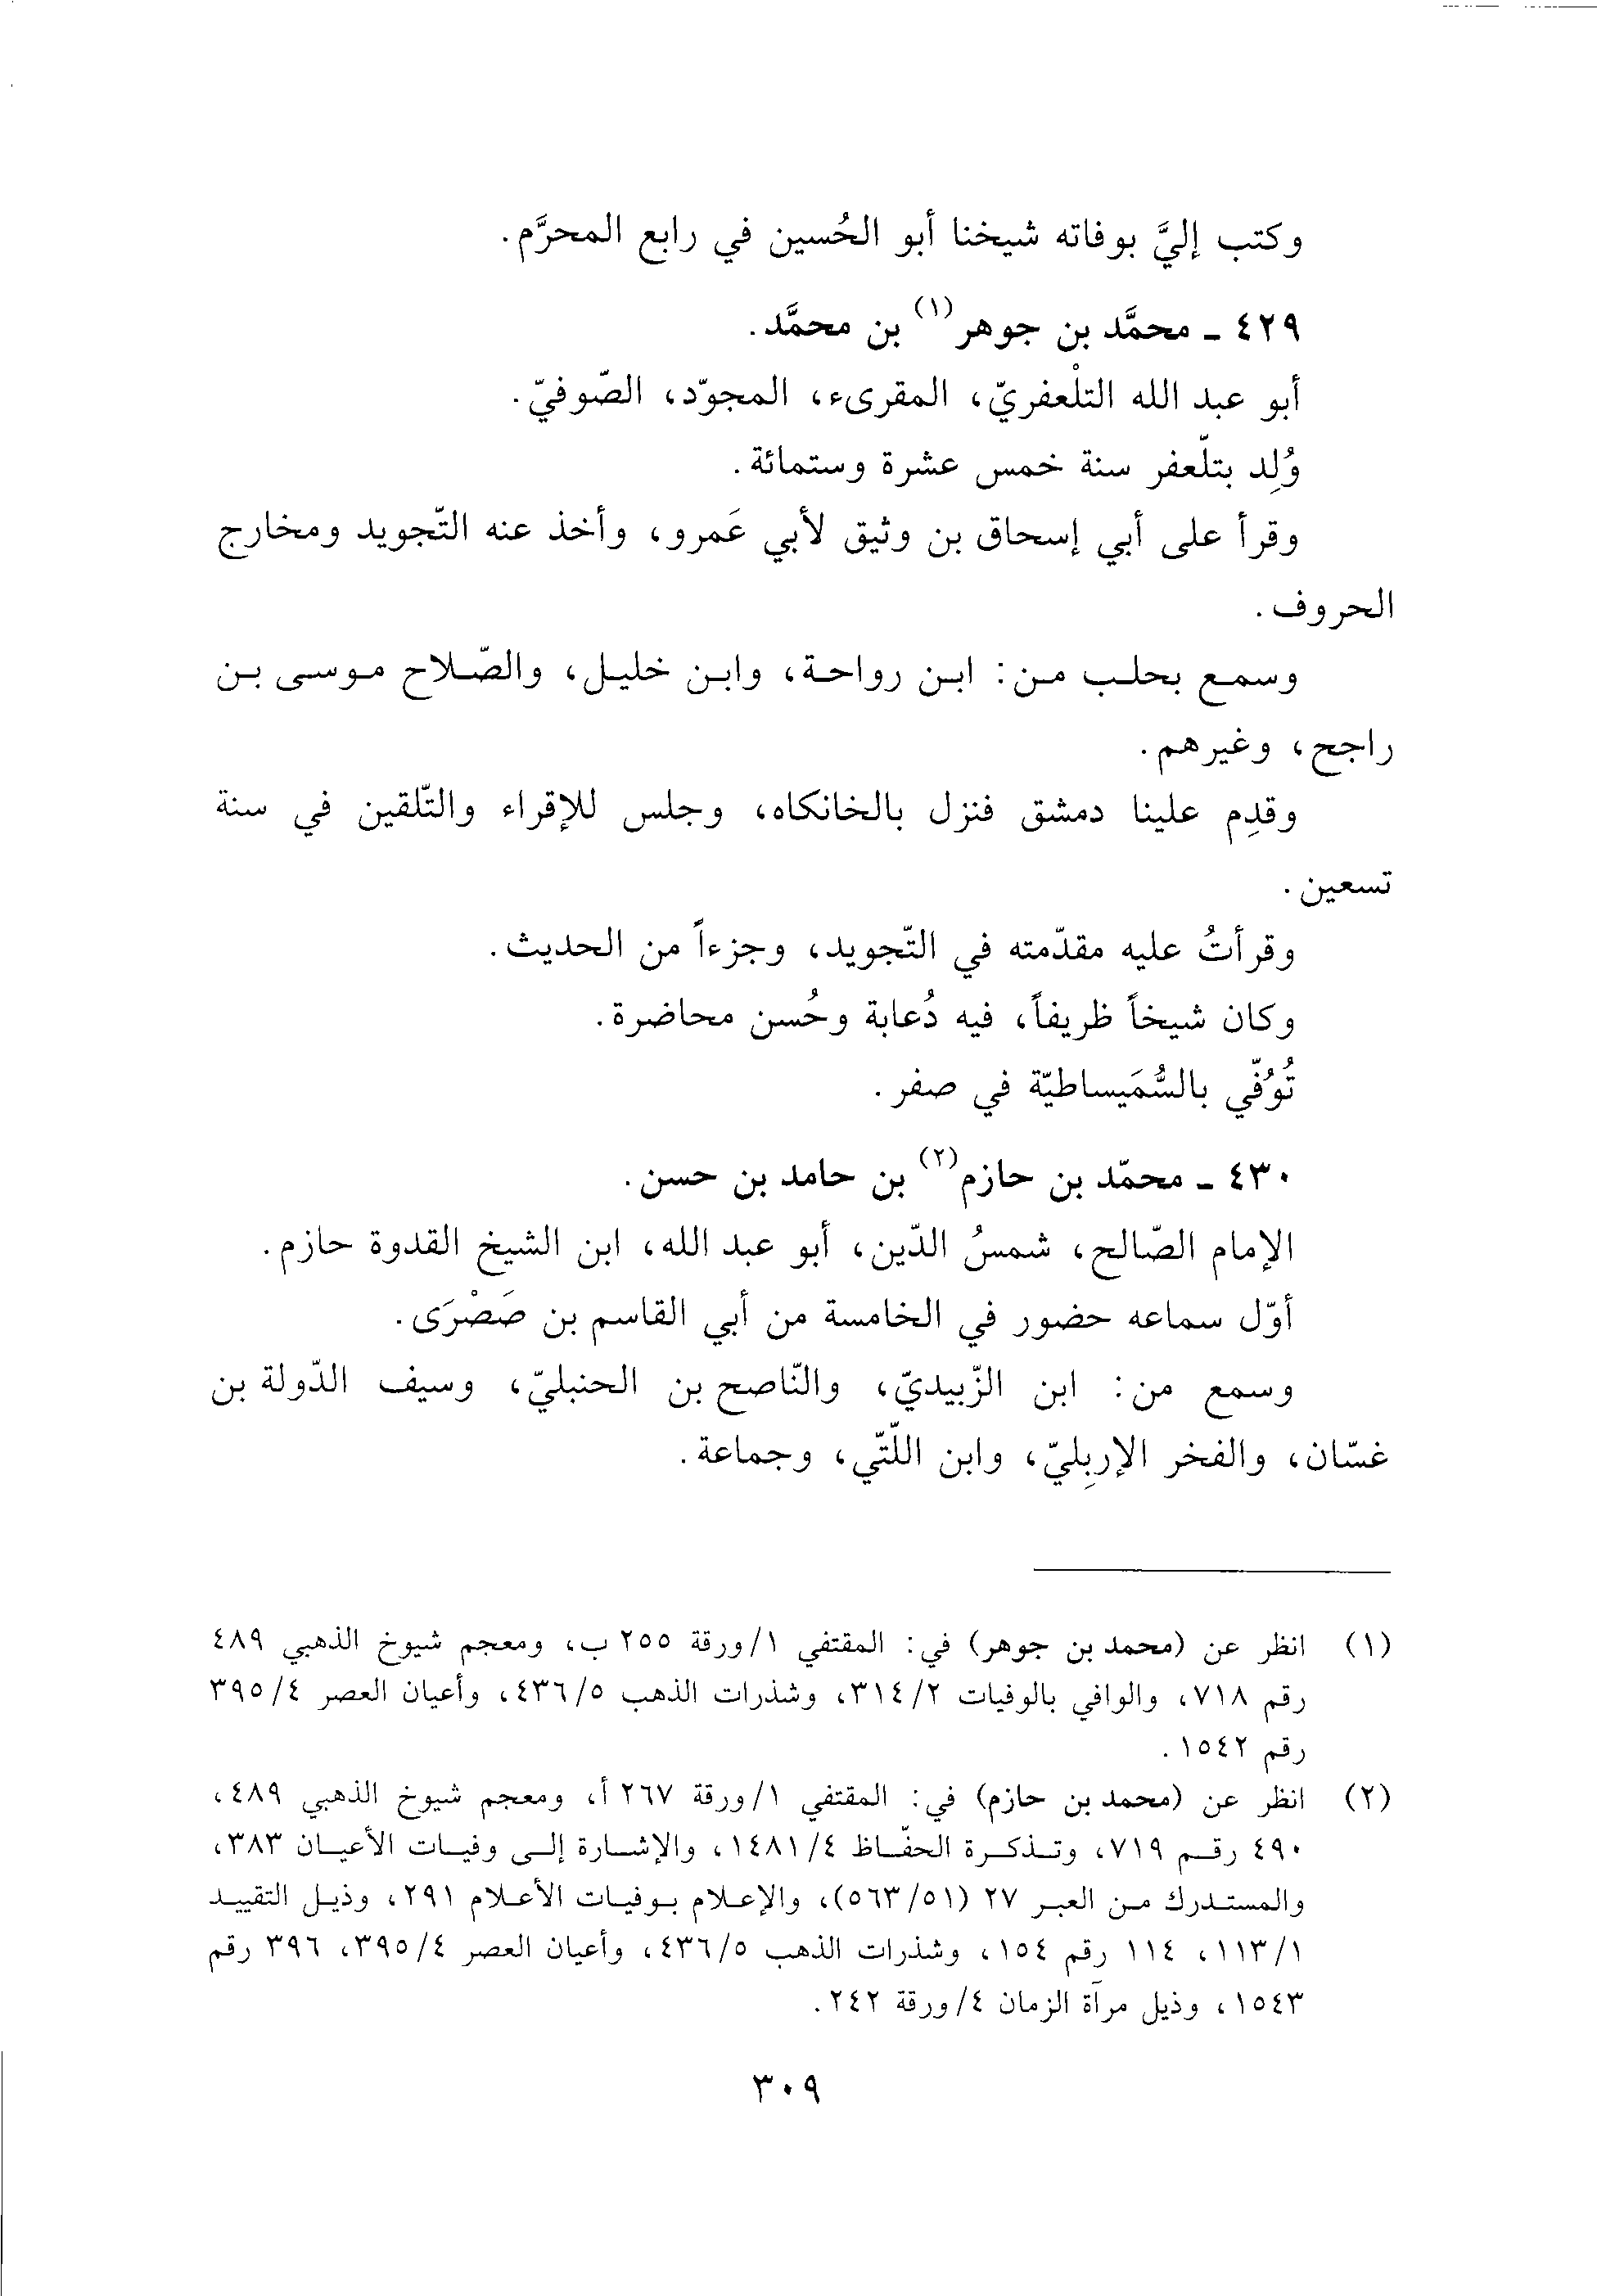 وكتب إليَّ بوفاته شيخنا أبو الحُسين في رابع المحرَّم.
٤٢٩ ـ محمَّد بن جوهر(١) بن محمَّد.
أبو عبد الله التلْعفريّ، المقرىء، المجوّد، الصّوفيّ.
وُلِد بتلّعفر سنة خمس عشرة وستمائة.
وقرأ على أبي إسحاق بن وثيق لأبي عَمرو، وأخذ عنه التّجويد ومخارج
الحروف.
وسمع بحلب من: ابن رواحة، وابن خليل، والصّلاح موسى بن
راجح، وغيرهم.
وقدِم علينا دمشق فنزل بالخانكاه، وجلس للإقراء والتّلقين في سنة
تسعين.
وقرأتُ عليه مقدّمته في التّجويد، وجزءاً من الحديث.
وكان شيخاً ظريفاً، فيه دُعابة وحُسن محاضرة.
تُوُفّي بالسُّمَيساطيّة في صفر.
٤٣٠ ـ محمّد بن حازم(٢) بن حامد بن حسن.
الإمام الصّالح، شمسُ الدّين، أبو عبد الله، ابن الشيخ القدوة حازم.
أوّل سماعه حضور في الخامسة من أبي القاسم بن صَصْرَى.
وسمع من: ابن الزّبيديّ، والنّاصح بن الحنبليّ، وسيف الدّولة بن
غسّان، والفخر الإربِليّ، وابن اللّتّي، وجماعة.
(١) انظر عن (محمد بن جوهر) في: المقتفي ١/ورقة ٢٥٥ ب، ومعجم شيوخ الذهبي ٤٨٩
رقم ٧١٨، والوافي بالوفيات ٣١٤/٢، وشذرات الذهب ٤٣٦/٥، وأعيان العصر ٣٩٥/٤
رقم ١٥٤٢.
(٢) انظر عن (محمد بن حازم) في: المقتفي ١/ورقة ٢٦٧ أ، ومعجم شيوخ الذهبي ٤٨٩،
٤٩٠ رقم ٧١٩، وتذكرة الحفّاظ ١٤٨١/٤، والإشارة إلى وفيات الأعيان ٣٨٣،
والمستدرك من العبر ٢٧ (٥٦٣/٥١)، والإعلام بوفيات الأعلام ٢٩١، وذيل التقييد
١١٣/١، ١١٤ رقم ١٥٤، وشذرات الذهب ٤٣٦/٥، وأعيان العصر ٣٩٥/٤، ٣٩٦ رقم
١٥٤٣، وذيل مرآة الزمان ٤/ورقة ٢٤٢.
٣٠٩